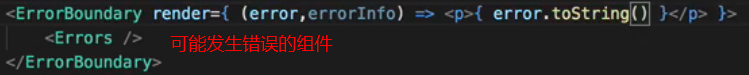 <ErrorBoundary render={ (error,errorInfo) => <p>{ error.toString() }</p> }>
<Errors /> 可能发生错误的组件
</ErrorBoundary>